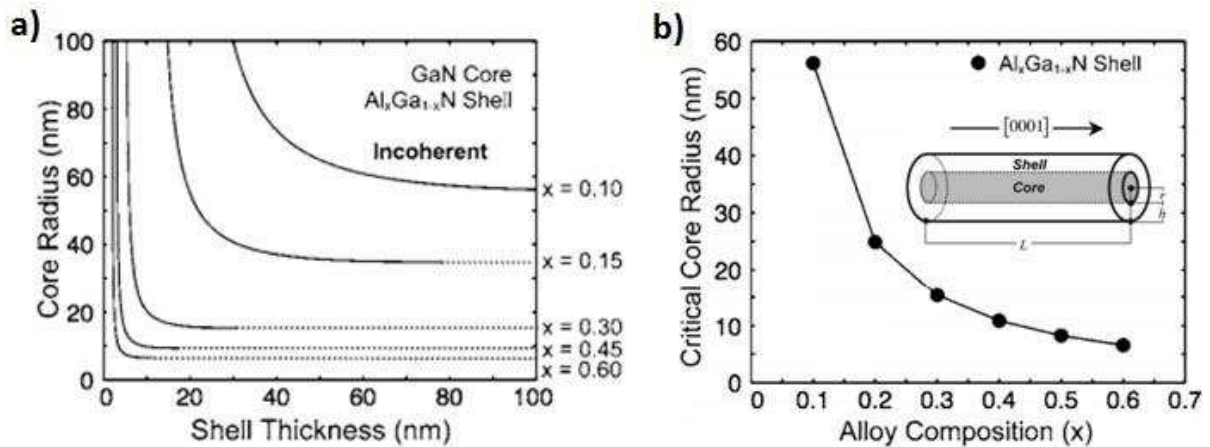 a)
Core Radius (nm)
100
80
60
40
20
0
GaN Core
AlxGa1-xN Shell
Incoherent
x = 0.10
x = 0.15
x = 0.30
x = 0.45
x = 0.60
0 20 40 60 80 100
Shell Thickness (nm)
b)
Critical Core Radius (nm)
60
50
40
30
20
10
0
AlxGa1-xN Shell
[0001]
Shell
Core
r
h
L
0 0.1 0.2 0.3 0.4 0.5 0.6 0.7
Alloy Composition (x)